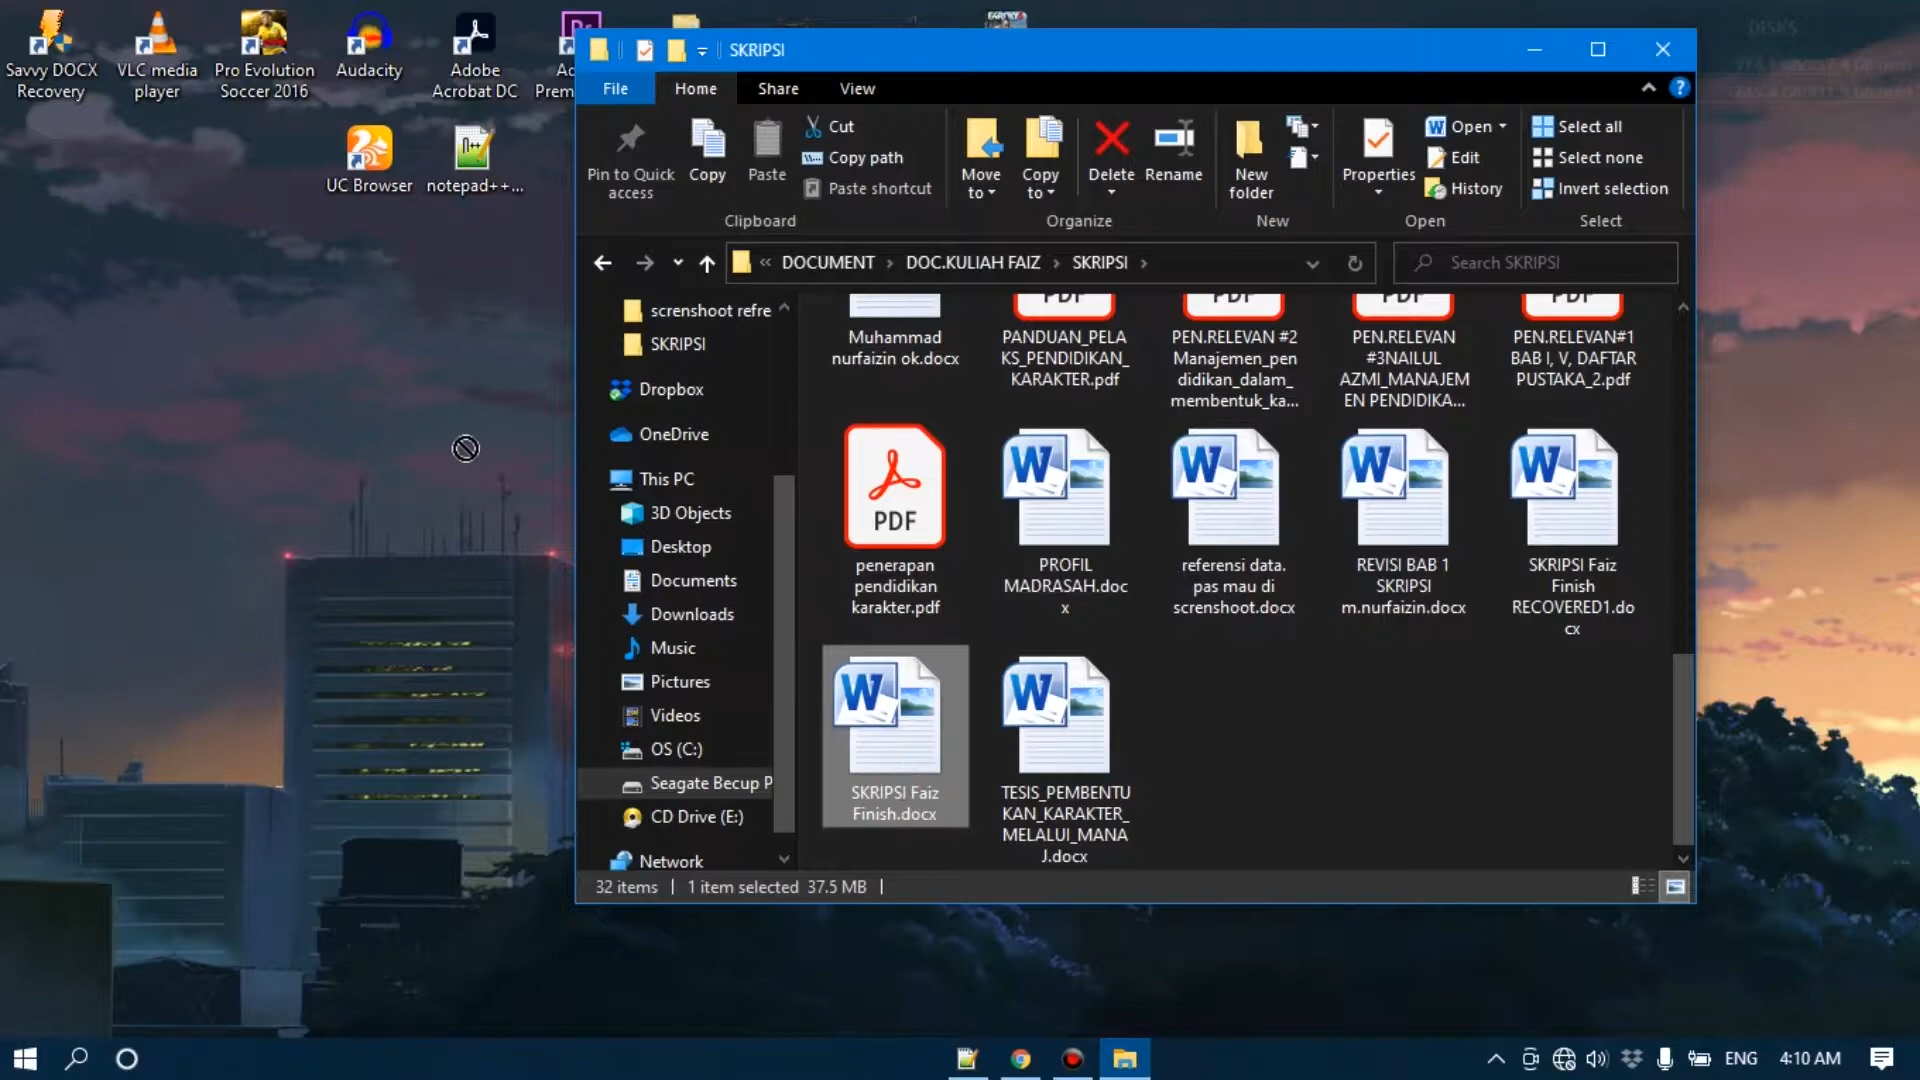 Savvy DOCX
Recovery
VLC media
player
Pro Evolution
Soccer 2016
Audacity
Adobe
Acrobat DC
UC Browser
notepad++...
DISKS
SKRIPSI
File
Home
Share
View
Pin to Quick
access
Copy
Paste
Cut
Copy path
Paste shortcut
Clipboard
Move
to
Copy
to
Delete
Rename
Organize
New
folder
New
Properties
Open
Edit
History
Open
Select all
Select none
Invert selection
Select
« DOCUMENT › DOC.KULIAH FAIZ › SKRIPSI ›
Search SKRIPSI
screnshoot refre
SKRIPSI
Dropbox
OneDrive
This PC
3D Objects
Desktop
Documents
Downloads
Music
Pictures
Videos
OS (C:)
Seagate Becup P
CD Drive (E:)
Network
Muhammad
nurfaizin ok.docx
PDF
PANDUAN_PELA
KS_PENDIDIKAN_
KARAKTER.pdf
PDF
PEN.RELEVAN #2
Manajemen_pen
didikan_dalam_
membentuk_ka...
PDF
PEN.RELEVAN
#3NAILUL
AZMI_MANAJEM
EN PENDIDIKA...
PDF
PEN.RELEVAN#1
BAB I, V, DAFTAR
PUSTAKA_2.pdf
PDF
penerapan
pendidikan
karakter.pdf
W
PROFIL
MADRASAH.doc
x
W
referensi data.
pas mau di
screnshoot.docx
W
REVISI BAB 1
SKRIPSI
m.nurfaizin.docx
W
SKRIPSI Faiz
Finish
RECOVERED1.do
cx
W
SKRIPSI Faiz
Finish.docx
W
TESIS_PEMBENTU
KAN_KARAKTER_
MELALUI_MANA
J.docx
32 items
1 item selected 37.5 MB
ENG
4:10 AM